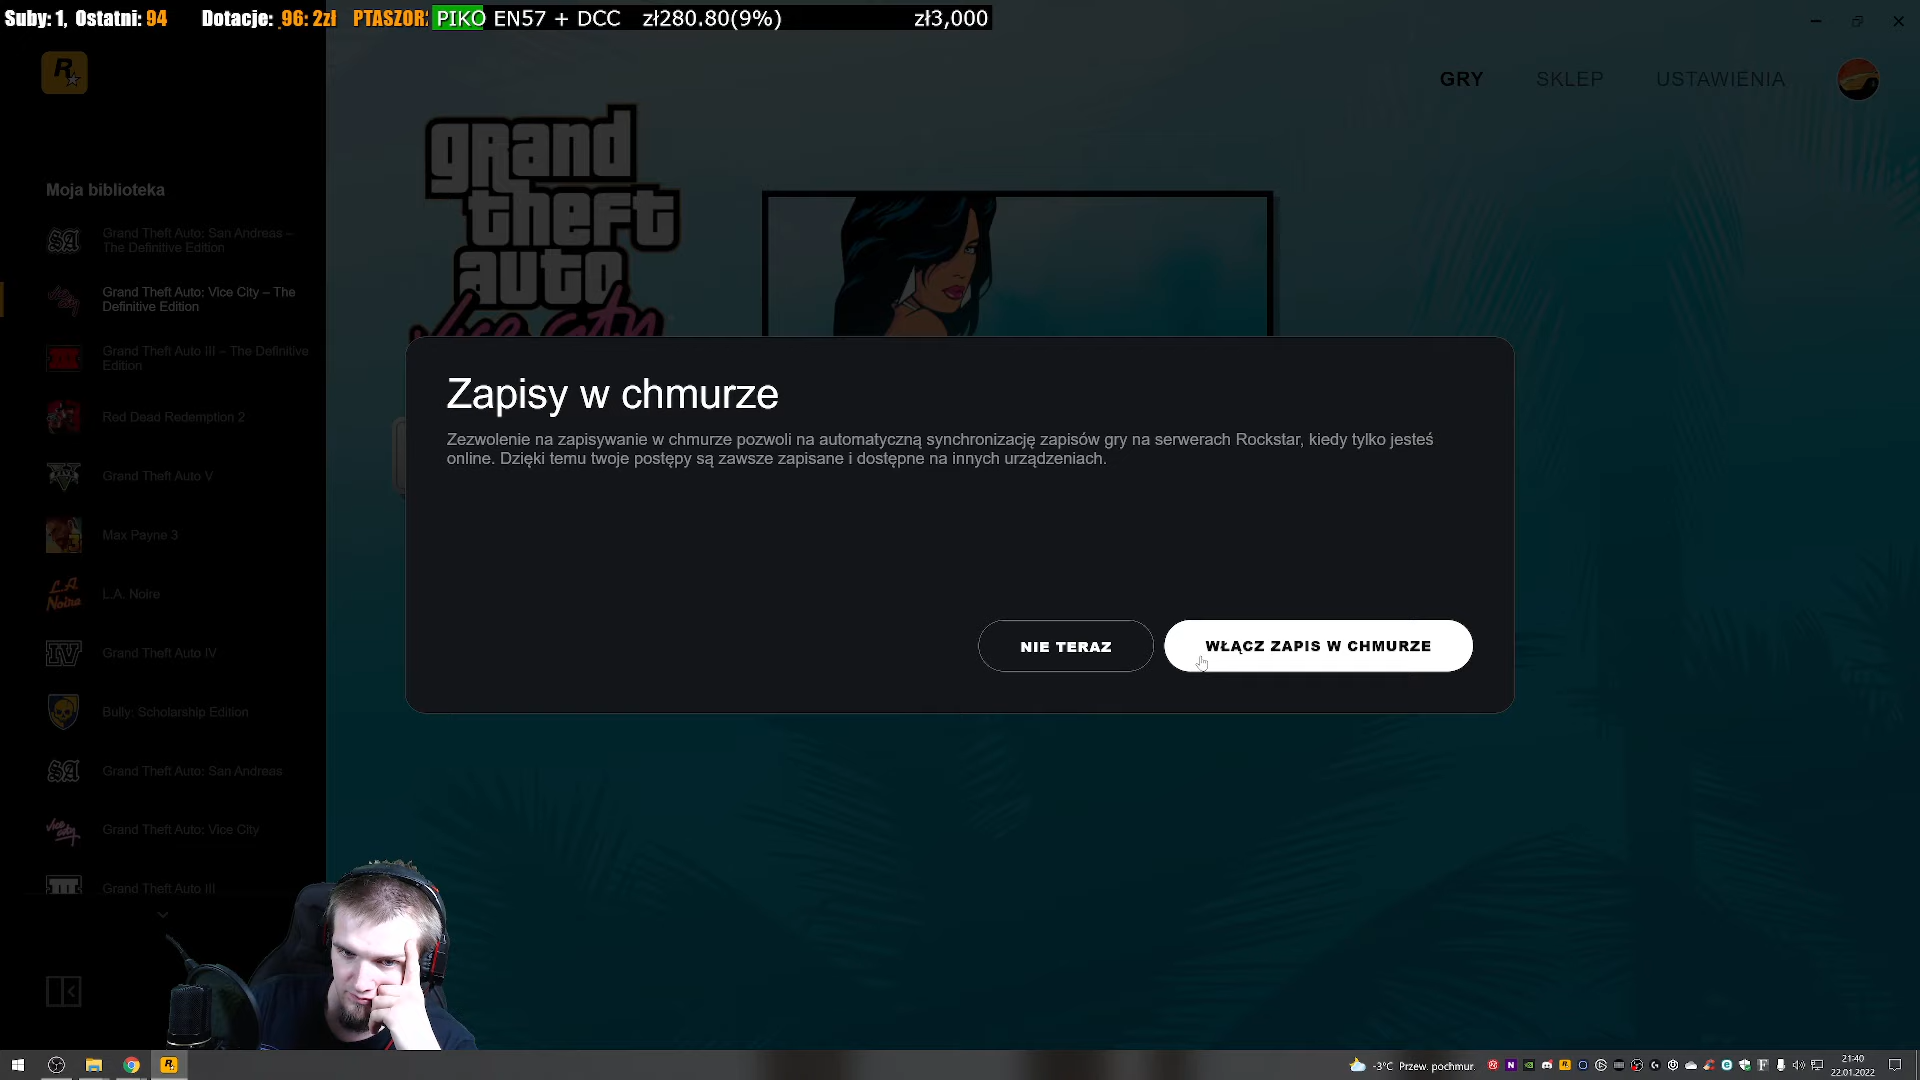 Suby: 1, Ostatni: 94
Dotacje: 96: 2zł
PIKO EN57 + DCC zł280.80(9%) zł3,000
GRY
SKLEP
USTAWIENIA
Moja biblioteka
Grand Theft Auto: San Andreas –
The Definitive Edition
Grand Theft Auto: Vice City – The
Definitive Edition
Grand Theft Auto III – The Definitive
Edition
Red Dead Redemption 2
Grand Theft Auto V
Max Payne 3
L.A. Noire
Grand Theft Auto IV
Bully: Scholarship Edition
Grand Theft Auto: San Andreas
Grand Theft Auto: Vice City
Grand Theft Auto III
grand
theft
auto
Vice City
Zapisy w chmurze
Zezwolenie na zapisywanie w chmurze pozwoli na automatyczną synchronizację zapisów gry na serwerach Rockstar, kiedy tylko jesteś
online. Dzięki temu twoje postępy są zawsze zapisane i dostępne na innych urządzeniach.
NIE TERAZ
WŁĄCZ ZAPIS W CHMURZE
-3°C Przew. pochmur.
21:40
22.01.2022